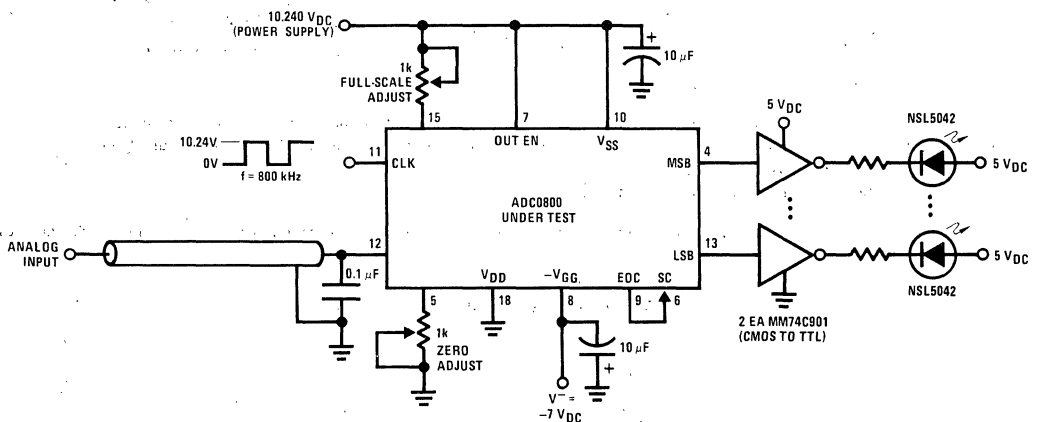 10.240 VDC
(POWER SUPPLY)
1k
FULL-SCALE
ADJUST
+
10 µF
15
7
10
OUT EN
VSS
5 VDC
NSL5042
10.24V
0V
f = 800 kHz
11
CLK
4
MSB
5 VDC
ADC0800
UNDER TEST
ANALOG
INPUT
12
0.1 µF
13
LSB
5 VDC
NSL5042
VDD
-VGG
EOC
SC
5
18
8
9
6
1k
ZERO
ADJUST
10 µF
+
2 EA MM74C901
(CMOS TO TTL)
V− =
-7 VDC